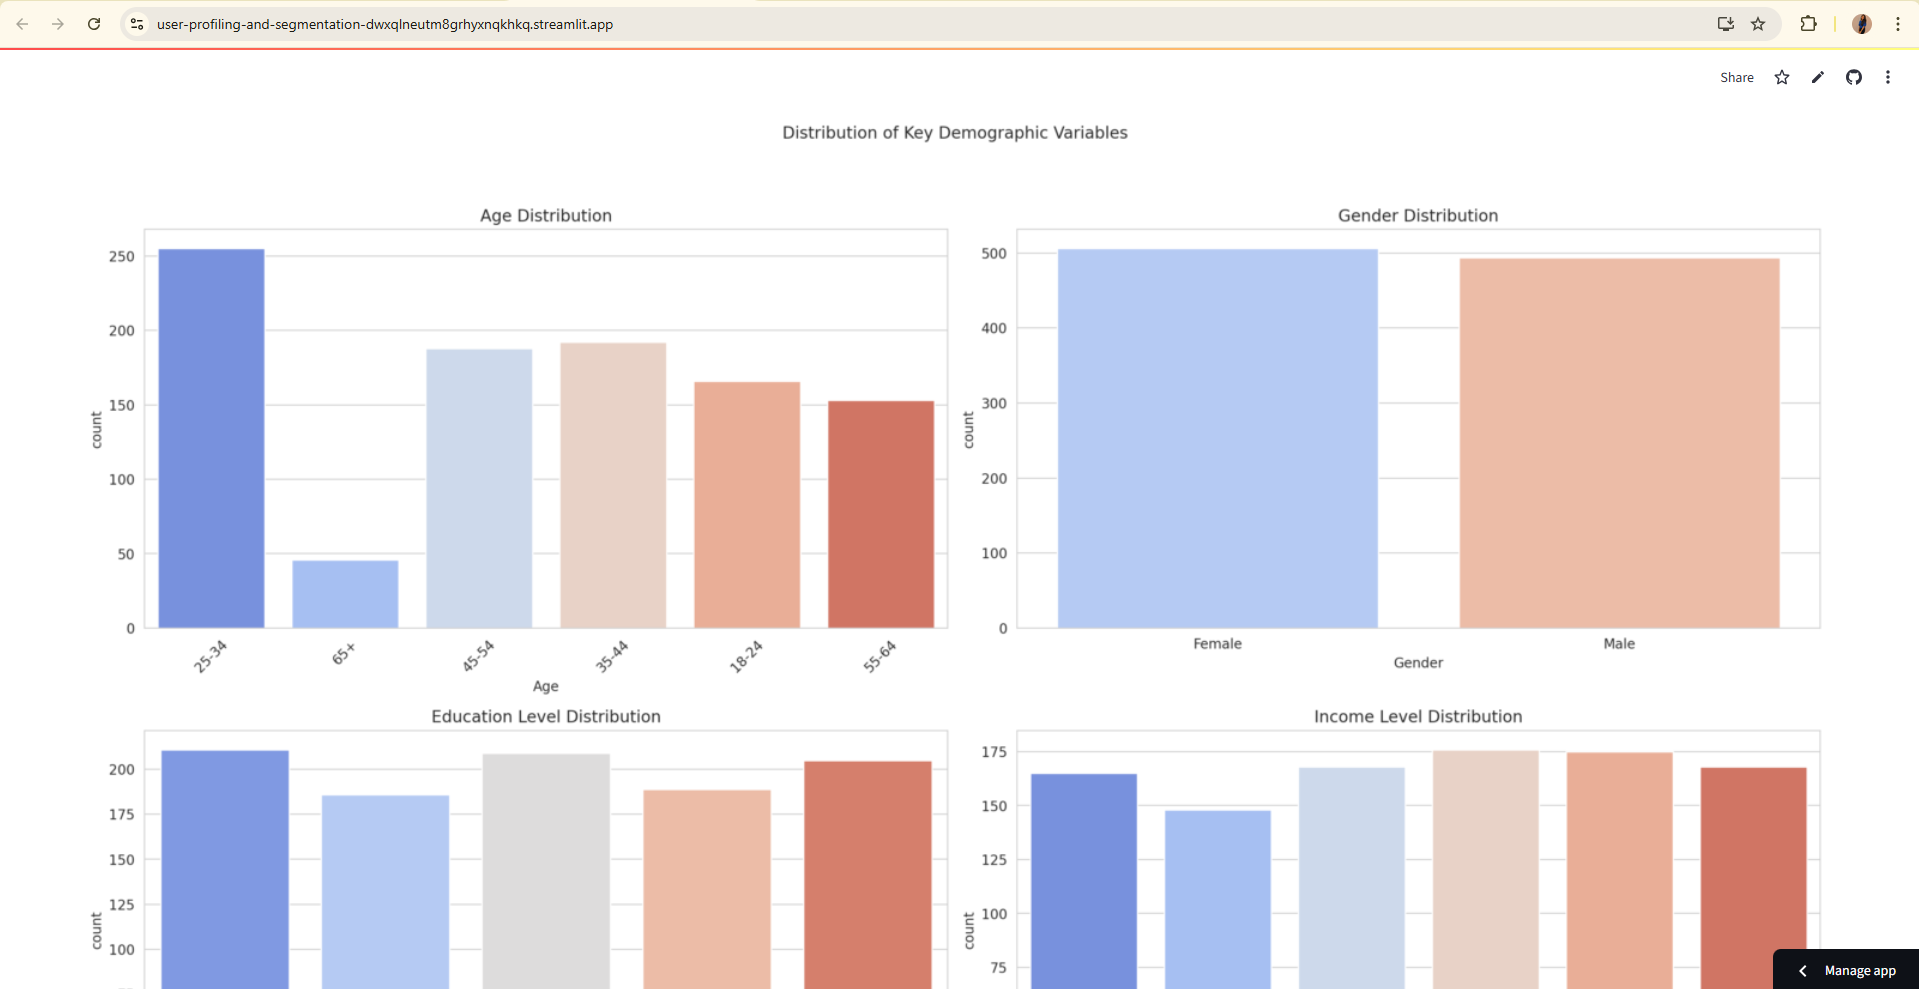 user-profiling-and-segmentation-dwxqlneutm8grhyxnqkhkq.streamlit.app
Share
Distribution of Key Demographic Variables
Age Distribution
250
200
150
100
50
0
count
25-34
65+
45-54
35-44
18-24
55-64
Age
Gender Distribution
500
400
300
200
100
0
count
Female
Male
Gender
Education Level Distribution
200
175
150
125
100
count
Income Level Distribution
175
150
125
100
75
count
Manage app